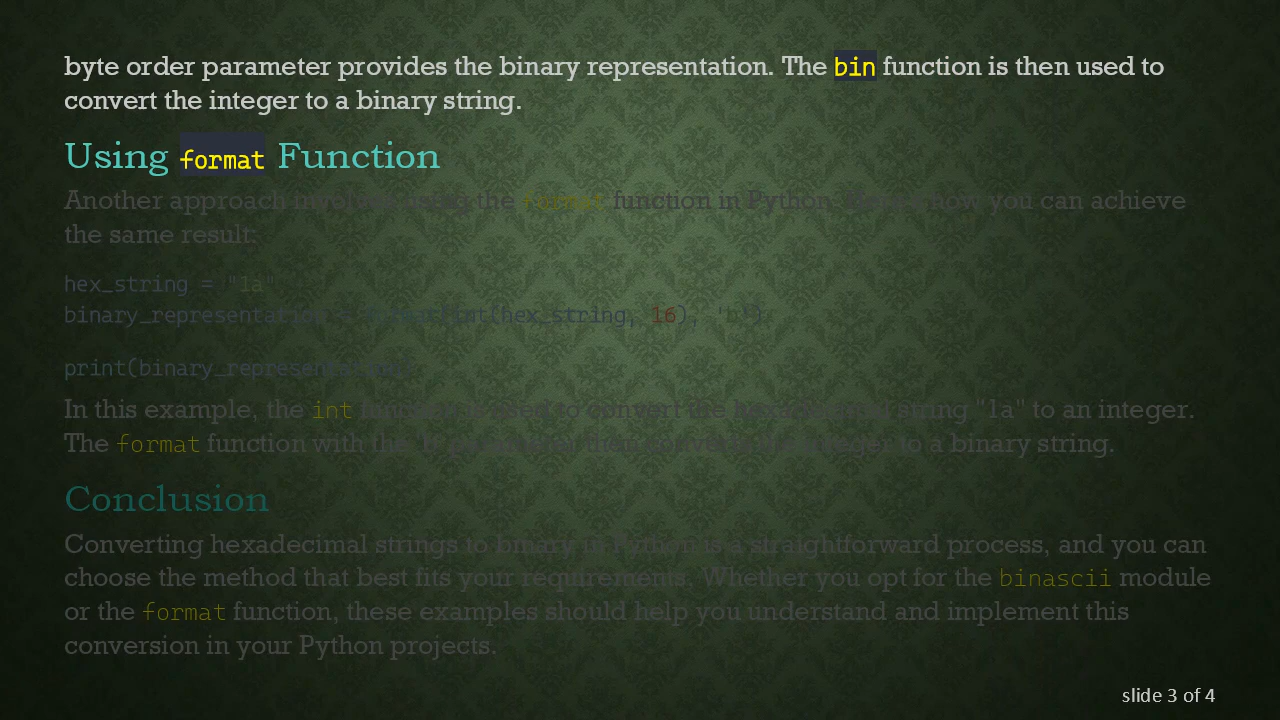 byte order parameter provides the binary representation. The bin function is then used to
convert the integer to a binary string.
Using format Function
Another approach involves using the format function in Python. Here's how you can achieve
the same result:
hex_string = "1a"
binary_representation = format(int(hex_string, 16), 'b')
print(binary_representation)
In this example, the int function is used to convert the hexadecimal string "1a" to an integer.
The format function with the 'b' parameter then converts the integer to a binary string.
Conclusion
Converting hexadecimal strings to binary in Python is a straightforward process, and you can
choose the method that best fits your requirements. Whether you opt for the binascii module
or the format function, these examples should help you understand and implement this
conversion in your Python projects.
slide 3 of 4